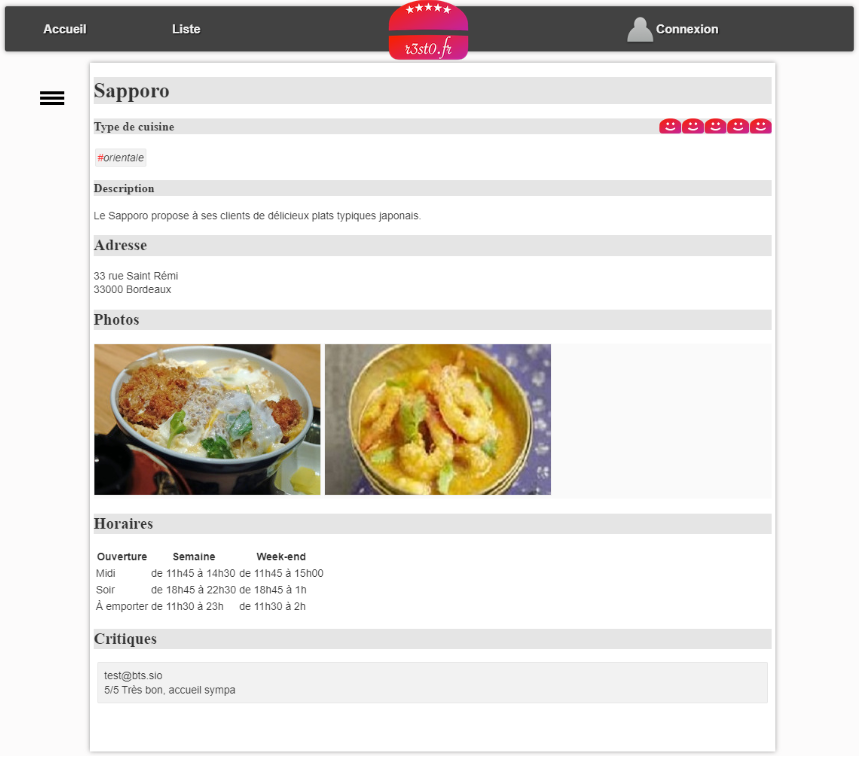 Accueil
Liste
r3st0.fr
Connexion
Sapporo
Type de cuisine
#orientale
Description
Le Sapporo propose à ses clients de délicieux plats typiques japonais.
Adresse
33 rue Saint Rémi
33000 Bordeaux
Photos
Horaires
Ouverture Semaine Week-end
Midi de 11h45 à 14h30 de 11h45 à 15h00
Soir de 18h45 à 22h30 de 18h45 à 1h
À emporter de 11h30 à 23h de 11h30 à 2h
Critiques
test@bts.sio
5/5 Très bon, accueil sympa